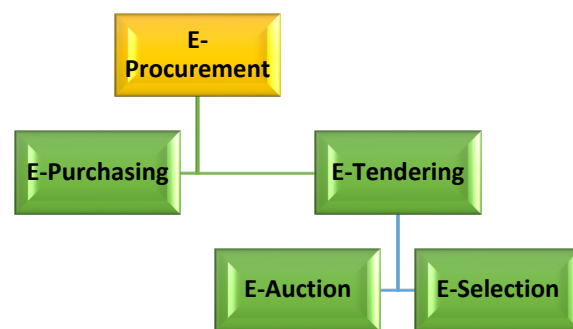 E-
Procurement
E-Purchasing
E-Tendering
E-Auction
E-Selection